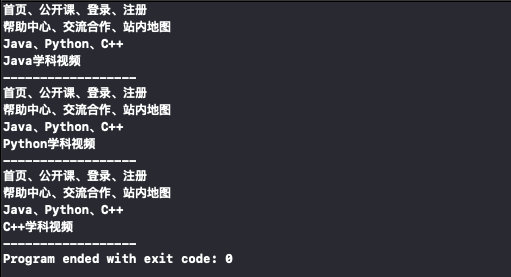 首页、公开课、登录、注册
帮助中心、交流合作、站内地图
Java、Python、C++
Java学科视频
------------------
首页、公开课、登录、注册
帮助中心、交流合作、站内地图
Java、Python、C++
Python学科视频
------------------
首页、公开课、登录、注册
帮助中心、交流合作、站内地图
Java、Python、C++
C++学科视频
------------------
Program ended with exit code: 0